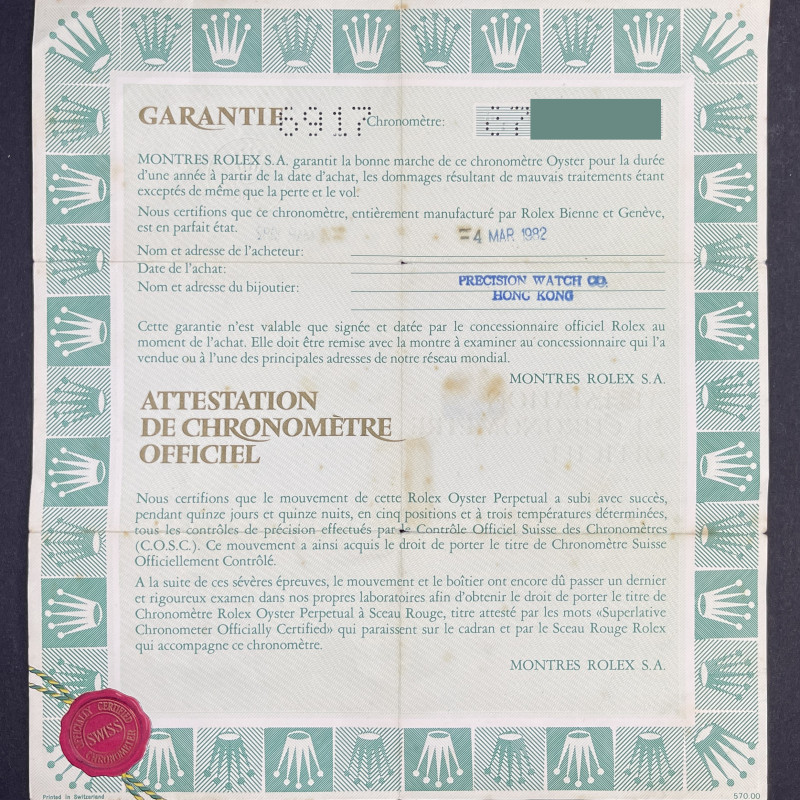 GARANTIE 6917 Chronomètre: 67
MONTRES ROLEX S.A. garantit la bonne marche de ce chronomètre Oyster pour la durée
d'une année à partir de la date d'achat, les dommages résultant de mauvais traitements étant
exceptés de même que la perte et le vol.
Nous certifions que ce chronomètre, entièrement manufacturé par Rolex Bienne et Genève,
est en parfait état.
=4 MAR 1982
Nom et adresse de l'acheteur:
Date de l'achat:
Nom et adresse du bijoutier:
PRECISION WATCH CO.
HONG KONG
Cette garantie n'est valable que signée et datée par le concessionnaire officiel Rolex au
moment de l'achat. Elle doit être remise avec la montre à examiner au concessionnaire qui l'a
vendue ou à l'une des principales adresses de notre réseau mondial.
MONTRES ROLEX S.A.
ATTESTATION
DE CHRONOMÈTRE
OFFICIEL
Nous certifions que le mouvement de cette Rolex Oyster Perpetual a subi avec succès,
pendant quinze jours et quinze nuits, en cinq positions et à trois températures déterminées,
tous les contrôles de précision effectués par le Contrôle Officiel Suisse des Chronomètres
(C.O.S.C.). Ce mouvement a ainsi acquis le droit de porter le titre de Chronomètre Suisse
Officiellement Contrôlé.
A la suite de ces sévères épreuves, le mouvement et le boîtier ont encore dû passer un dernier
et rigoureux examen dans nos propres laboratoires afin d'obtenir le droit de porter le titre de
Chronomètre Rolex Oyster Perpetual à Sceau Rouge, titre attesté par les mots «Superlative
Chronometer Officially Certified» qui paraissent sur le cadran et par le Sceau Rouge Rolex
qui accompagne ce chronomètre.
MONTRES ROLEX S.A.
OFFICIALLY CERTIFIED
SWISS
CHRONOMETER
Printed in Switzerland
570.00